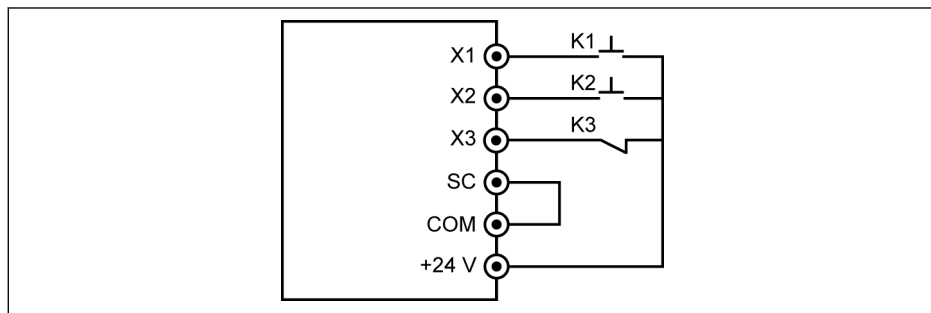 X1 K1
X2 K2
X3 K3
SC
COM
+24 V